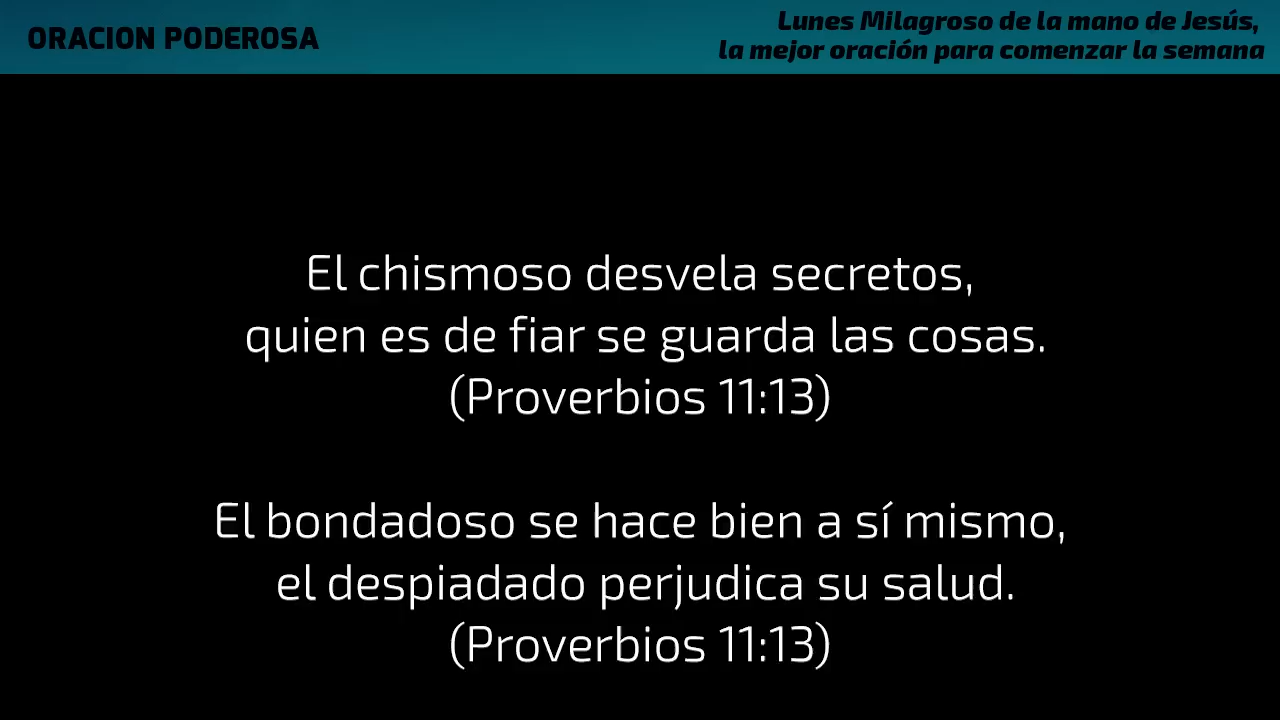 ORACION PODEROSA
Lunes Milagroso de la mano de Jesús,
la mejor oración para comenzar la semana
El chismoso desvela secretos,
quien es de fiar se guarda las cosas.
(Proverbios 11:13)
El bondadoso se hace bien a sí mismo,
el despiadado perjudica su salud.
(Proverbios 11:13)